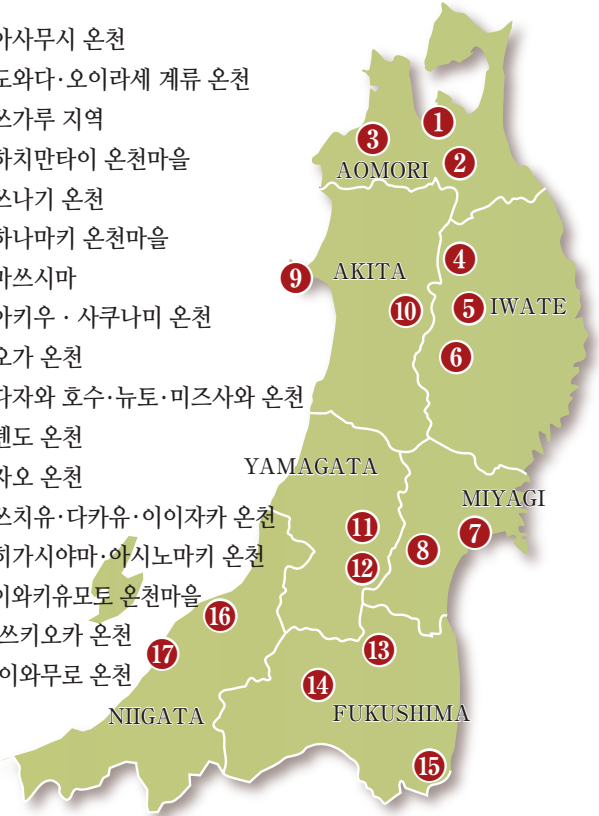 아사무시 온천
도와다·오이라세 계류 온천
쓰가루 지역
하치만타이 온천마을
쓰나기 온천
하나마키 온천마을
마쓰시마
아키우 · 사쿠나미 온천
오가 온천
다자와 호수·뉴토·미즈사와 온천
텐도 온천
자오 온천
쓰치유·다카유·이이자카 온천
히가시야마·아시노마키 온천
이와키유모토 온천마을
쓰키오카 온천
이와무로 온천
1
3
2
AOMORI
4
9
AKITA
10
5
IWATE
6
YAMAGATA
MIYAGI
11
7
8
12
16
17
13
14
NIIGATA
FUKUSHIMA
15